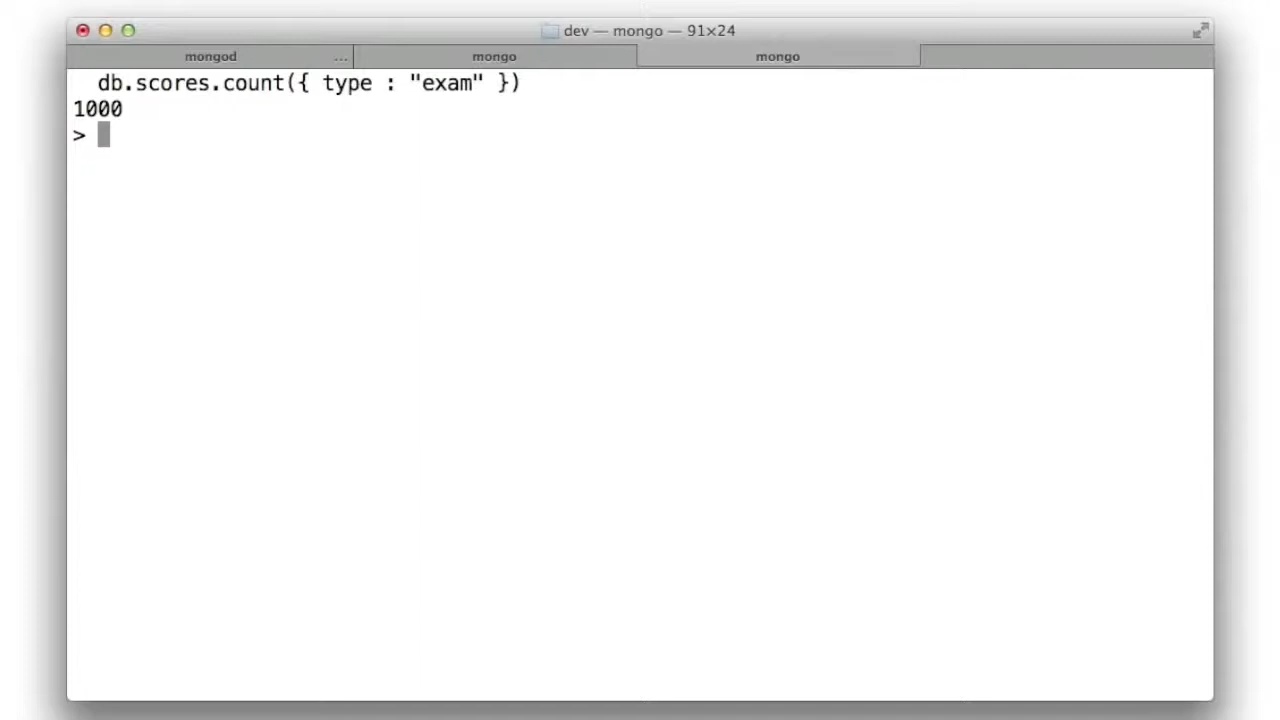 dev — mongo — 91×24
mongod ...
mongo
mongo
db.scores.count({ type : "exam" })
1000
>